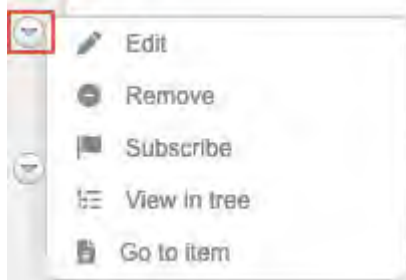 Edit
Remove
Subscribe
View in tree
Go to item